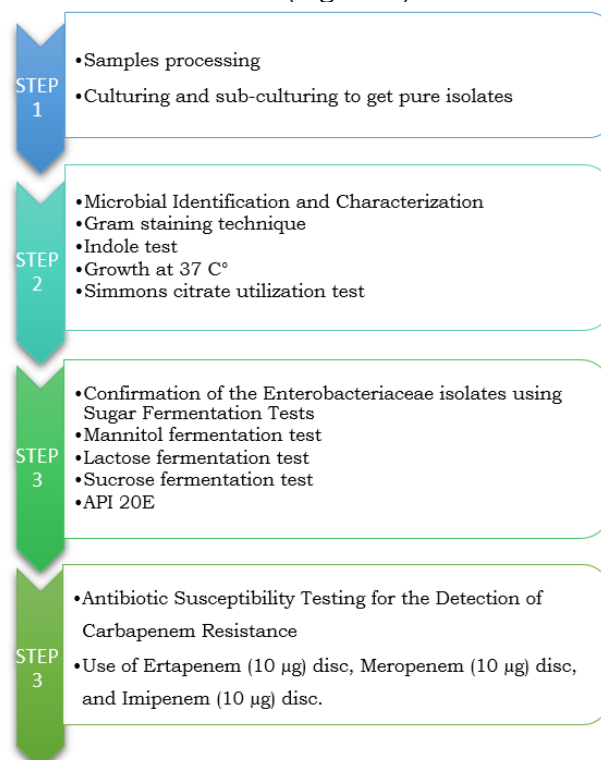 STEP
1
•Samples processing
•Culturing and sub-culturing to get pure isolates
STEP
2
•Microbial Identification and Characterization
•Gram staining technique
•Indole test
•Growth at 37 C°
•Simmons citrate utilization test
STEP
3
•Confirmation of the Enterobacteriaceae isolates using
Sugar Fermentation Tests
•Mannitol fermentation test
•Lactose fermentation test
•Sucrose fermentation test
•API 20E
STEP
3
•Antibiotic Susceptibility Testing for the Detection of
Carbapenem Resistance
•Use of Ertapenem (10 µg) disc, Meropenem (10 µg) disc,
and Imipenem (10 µg) disc.